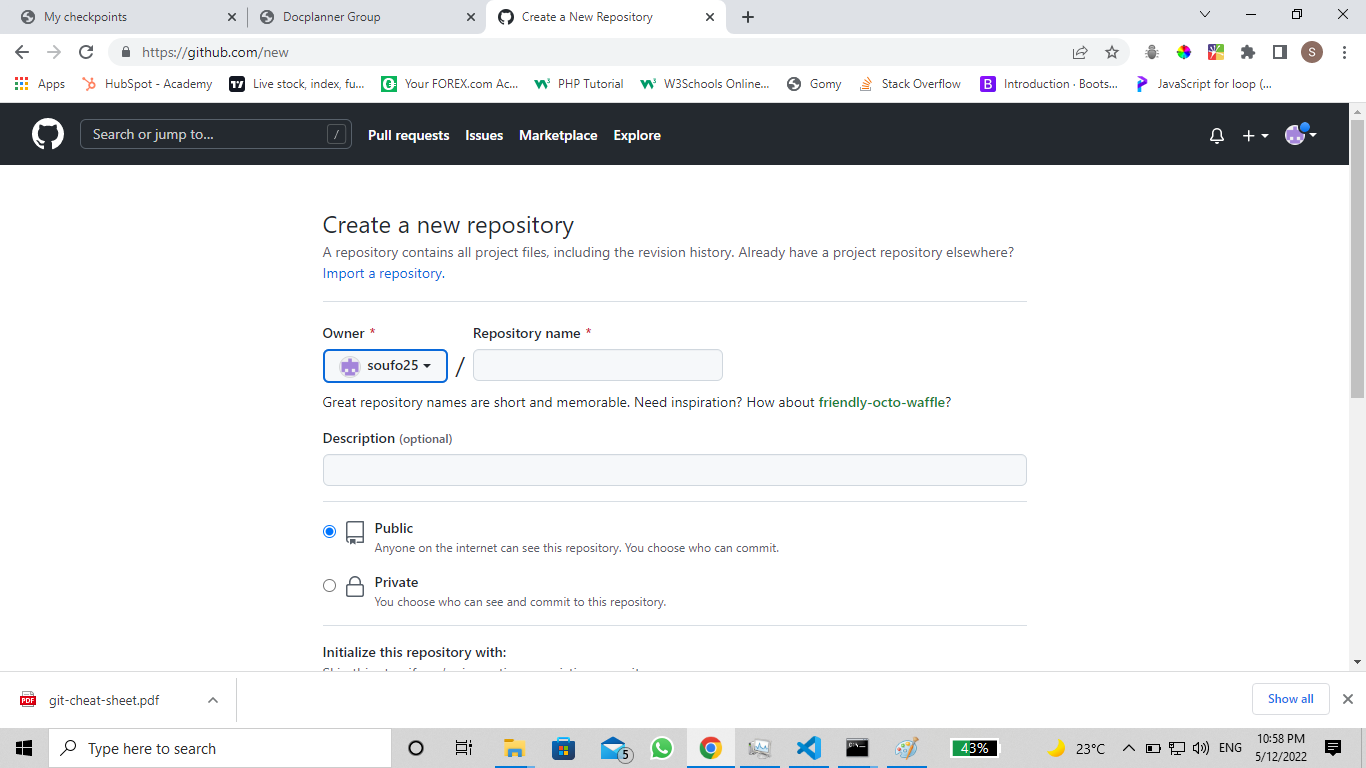 My checkpoints
Docplanner Group
Create a New Repository
https://github.com/new
S
Apps
HubSpot - Academy
Live stock, index, fu...
Your FOREX.com Ac...
PHP Tutorial
W3Schools Online...
Gomy
Stack Overflow
Introduction · Boots...
JavaScript for loop (...
Search or jump to...
/
Pull requests
Issues
Marketplace
Explore
Create a new repository
A repository contains all project files, including the revision history. Already have a project repository elsewhere?
Import a repository.
Owner *
Repository name *
soufo25
/
Great repository names are short and memorable. Need inspiration? How about friendly-octo-waffle?
Description (optional)
Public
Anyone on the internet can see this repository. You choose who can commit.
Private
You choose who can see and commit to this repository.
Initialize this repository with:
PDF
git-cheat-sheet.pdf
Show all
Type here to search
5
43%
23°C
ENG
10:58 PM
5/12/2022